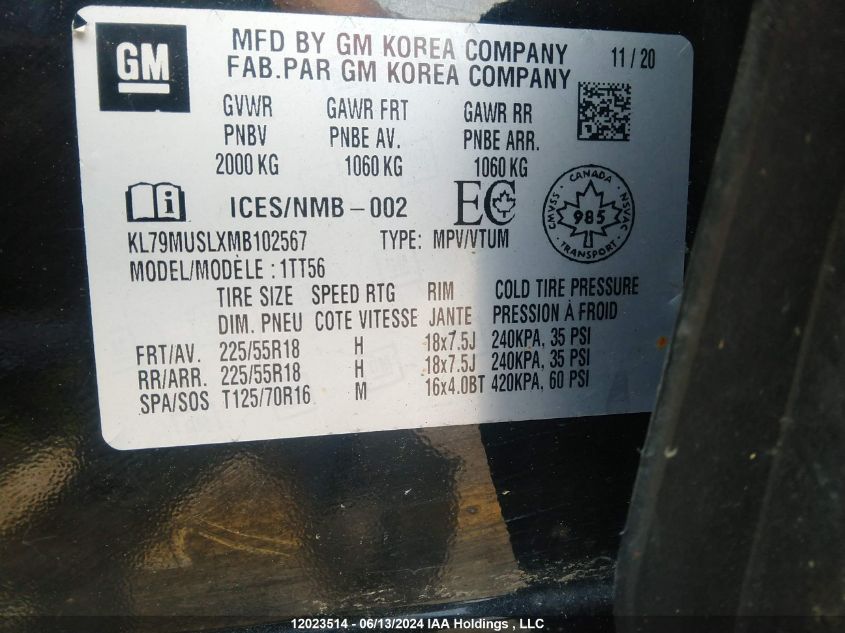 GM
MFD BY GM KOREA COMPANY 11 / 20
FAB.PAR GM KOREA COMPANY
GVWR GAWR FRT GAWR RR
PNBV PNBE AV. PNBE ARR.
2000 KG 1060 KG 1060 KG
ICES/NMB – 002 EC
CANADA
CMVSS 985 NSVAC
TRANSPORT
KL79MUSLXMB102567 TYPE: MPV/VTUM
MODEL/MODÈLE : 1TT56
TIRE SIZE SPEED RTG RIM COLD TIRE PRESSURE
DIM. PNEU COTE VITESSE JANTE PRESSION À FROID
FRT/AV. 225/55R18 H 18x7.5J 240KPA, 35 PSI
RR/ARR. 225/55R18 H 18x7.5J 240KPA, 35 PSI
SPA/SOS T125/70R16 M 16x4.0BT 420KPA, 60 PSI
12023514 - 06/13/2024 IAA Holdings, LLC